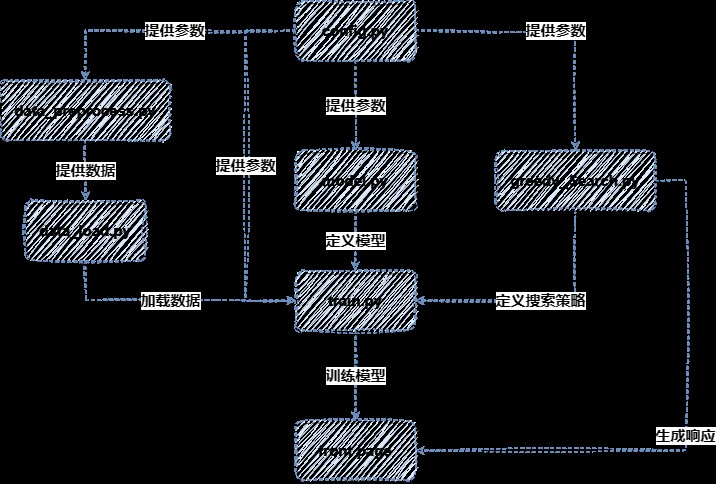 提供参数
config.py
提供参数
data_preprocess.py
提供参数
提供数据
提供参数
model.py
greedy_search.py
data_load.py
定义模型
加载数据
train.py
定义搜索策略
训练模型
生成响应
front page